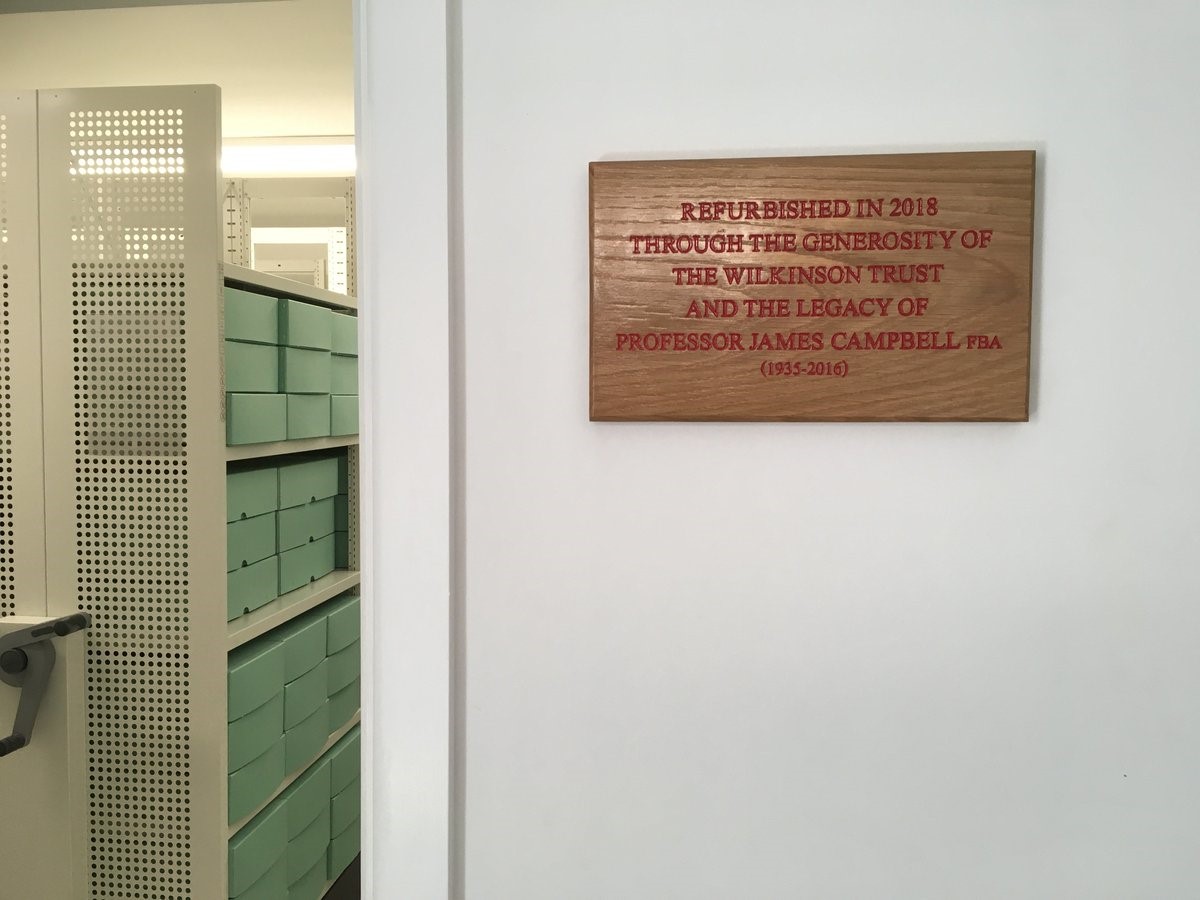 REFURBISHED IN 2018
THROUGH THE GENEROSITY OF
THE WILKINSON TRUST
AND THE LEGACY OF
PROFESSOR JAMES CAMPBELL FBA
(1935-2016)